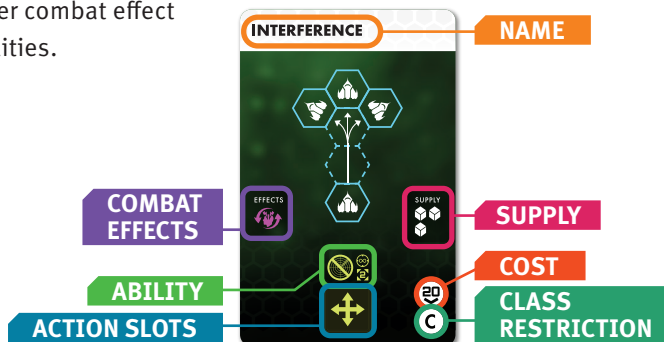 er combat effect
ities.
INTERFERENCE
NAME
EFFECTS
SUPPLY
COMBAT
EFFECTS
SUPPLY
ABILITY
20
COST
ACTION SLOTS
C
CLASS
RESTRICTION